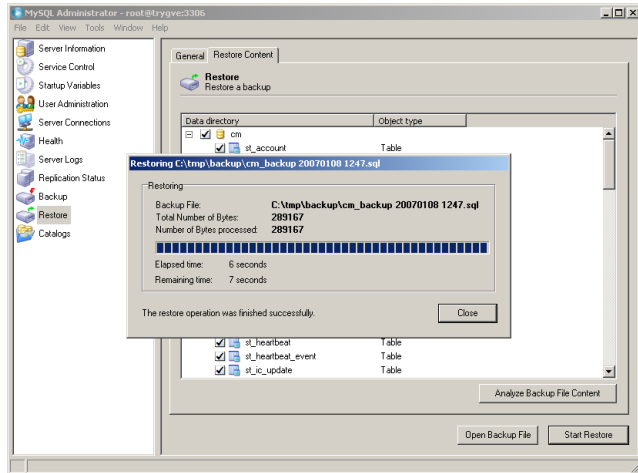 MySQL Administrator - root@trygve:3306
File Edit View Tools Window Help
Server Information
Service Control
Startup Variables
User Administration
Server Connections
Health
Server Logs
Replication Status
Backup
Restore
Catalogs
General Restore Content
Restore
Restore a backup
Data directory Object type
cm
st_account Table
Restoring C:\tmp\backup\cm_backup 20070108 1247.sql
Restoring
Backup File: C:\tmp\backup\cm_backup 20070108 1247.sql
Total Number of Bytes: 289167
Number of Bytes processed: 289167
Elapsed time: 6 seconds
Remaining time: 7 seconds
The restore operation was finished successfully.
Close
st_heartbeat Table
st_heartbeat_event Table
st_ic_update Table
Analyze Backup File Content
Open Backup File Start Restore